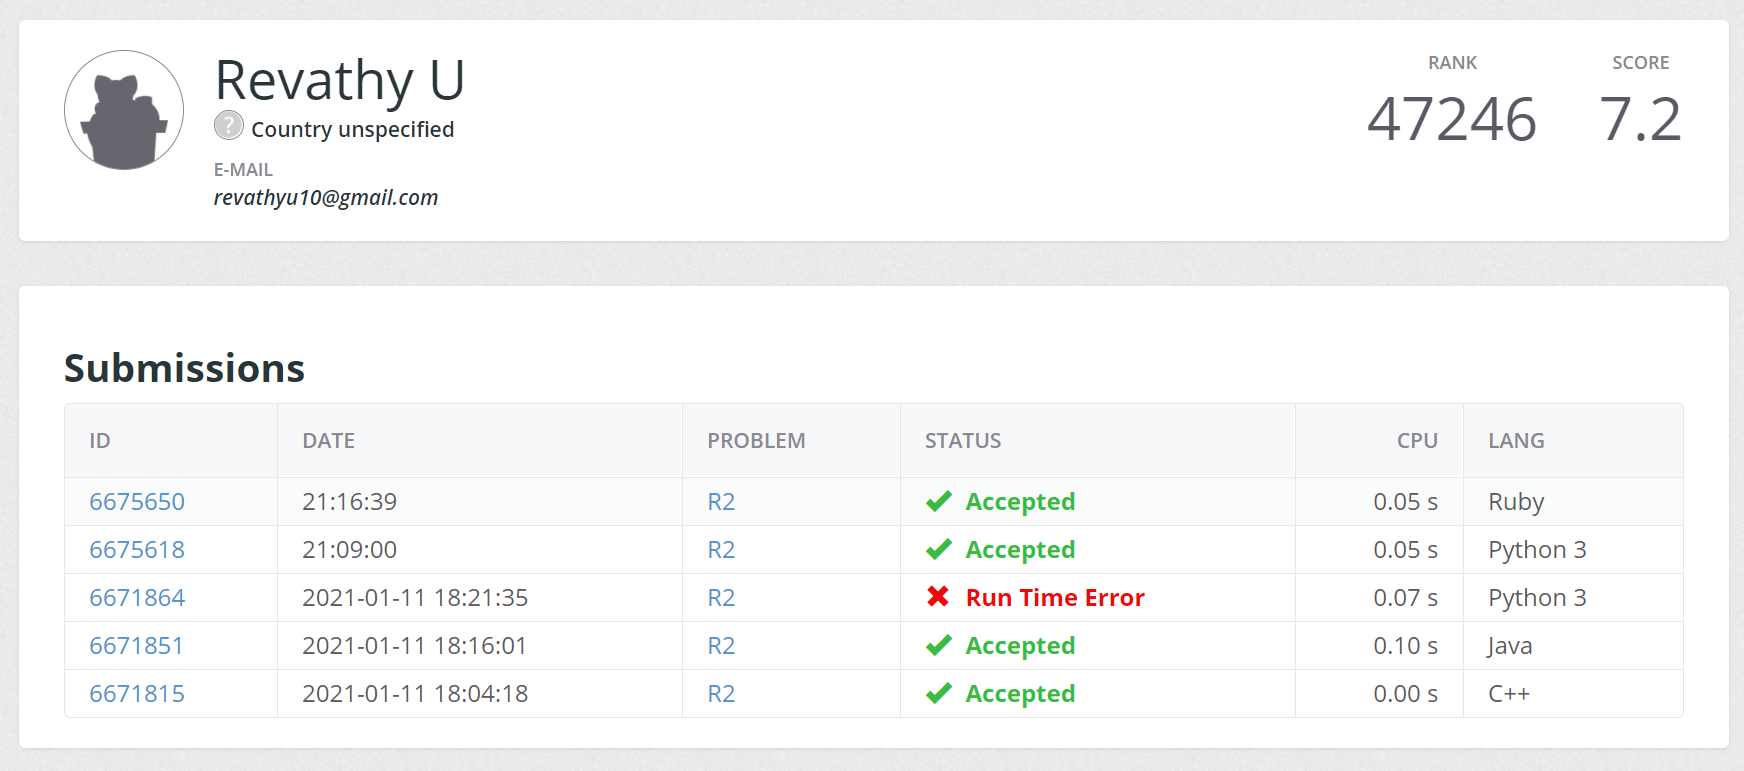 Revathy U
? Country unspecified
E-MAIL
revathyu10@gmail.com
RANK SCORE
47246 7.2
Submissions
ID DATE PROBLEM STATUS CPU LANG
6675650 21:16:39 R2 Accepted 0.05 s Ruby
6675618 21:09:00 R2 Accepted 0.05 s Python 3
6671864 2021-01-11 18:21:35 R2 Run Time Error 0.07 s Python 3
6671851 2021-01-11 18:16:01 R2 Accepted 0.10 s Java
6671815 2021-01-11 18:04:18 R2 Accepted 0.00 s C++